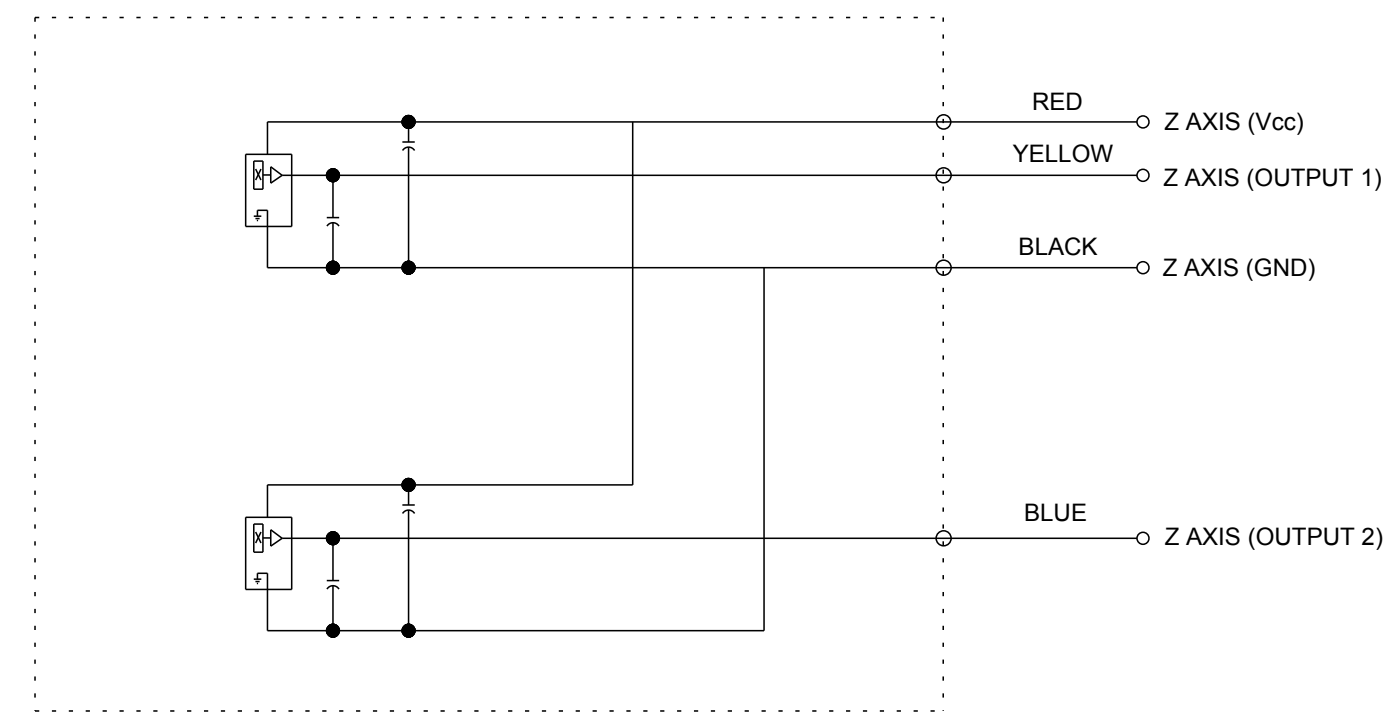 RED
Z AXIS (Vcc)
YELLOW
Z AXIS (OUTPUT 1)
BLACK
Z AXIS (GND)
BLUE
Z AXIS (OUTPUT 2)
X
X